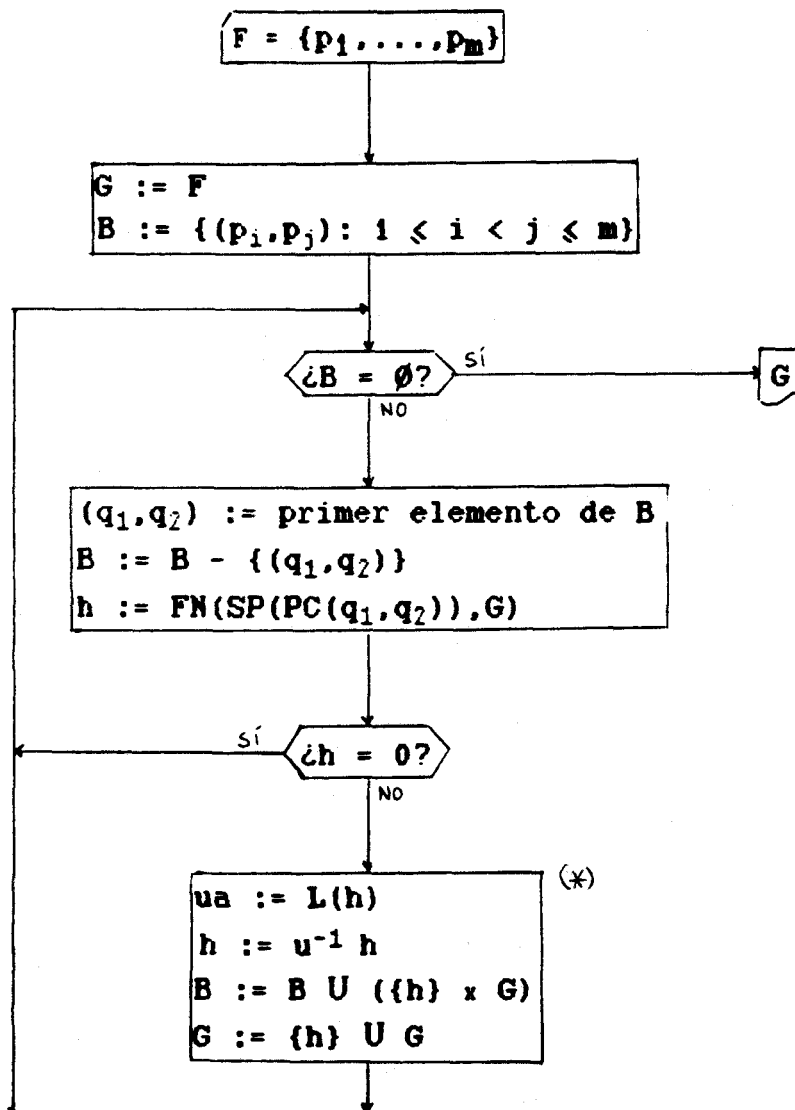 F = {p₁,....,pₘ}
G := F
B := {(pᵢ,pⱼ): 1 ⩽ i < j ⩽ m}
¿B = Ø?
SÍ
G
NO
(q₁,q₂) := primer elemento de B
B := B - {(q₁,q₂)}
h := FN(SP(PC(q₁,q₂)),G)
SÍ
¿h = 0?
NO
(*)
ua := L(h)
h := u⁻¹ h
B := B U ({h} x G)
G := {h} U G